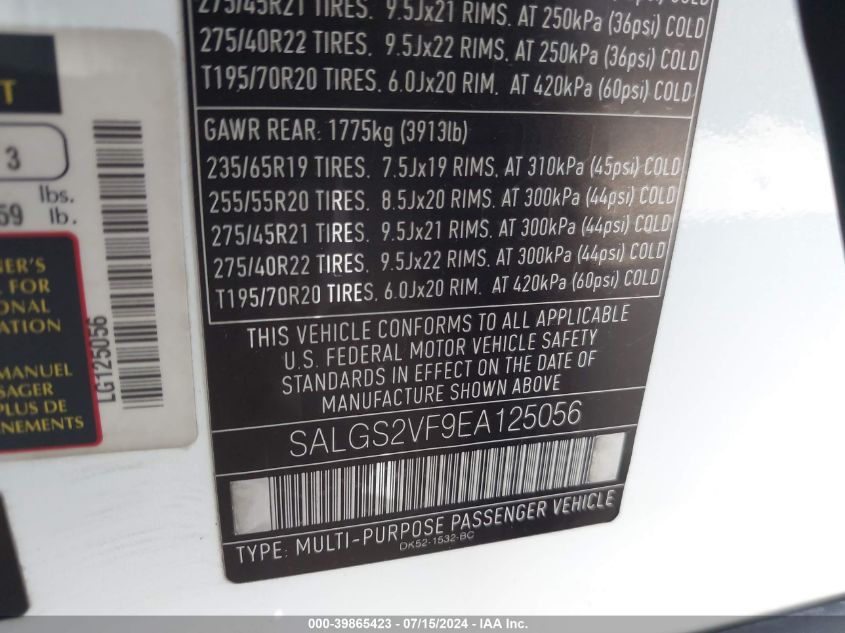 275/45R21 TIRES. 9.5Jx21 RIMS. AT 250kPa (36psi) COLD
275/40R22 TIRES. 9.5Jx22 RIMS. AT 250kPa (36psi) COLD
T195/70R20 TIRES. 6.0Jx20 RIM. AT 420kPa (60psi) COLD
GAWR REAR: 1775kg (3913lb)
235/65R19 TIRES. 7.5Jx19 RIMS. AT 310kPa (45psi) COLD
255/55R20 TIRES. 8.5Jx20 RIMS. AT 300kPa (44psi) COLD
275/45R21 TIRES. 9.5Jx21 RIMS. AT 300kPa (44psi) COLD
275/40R22 TIRES. 9.5Jx22 RIMS. AT 300kPa (44psi) COLD
T195/70R20 TIRES. 6.0Jx20 RIM. AT 420kPa (60psi) COLD
THIS VEHICLE CONFORMS TO ALL APPLICABLE
U.S. FEDERAL MOTOR VEHICLE SAFETY
STANDARDS IN EFFECT ON THE DATE OF
MANUFACTURE SHOWN ABOVE
SALGS2VF9EA125056
TYPE: MULTI-PURPOSE PASSENGER VEHICLE
DK52-1532-BC
T
3
lbs.
59 lb.
NER'S
FOR
ONAL
ATION
MANUEL
SAGER
PLUS DE
NEMENTS
LG125056
000-39865423 - 07/15/2024 - IAA Inc.